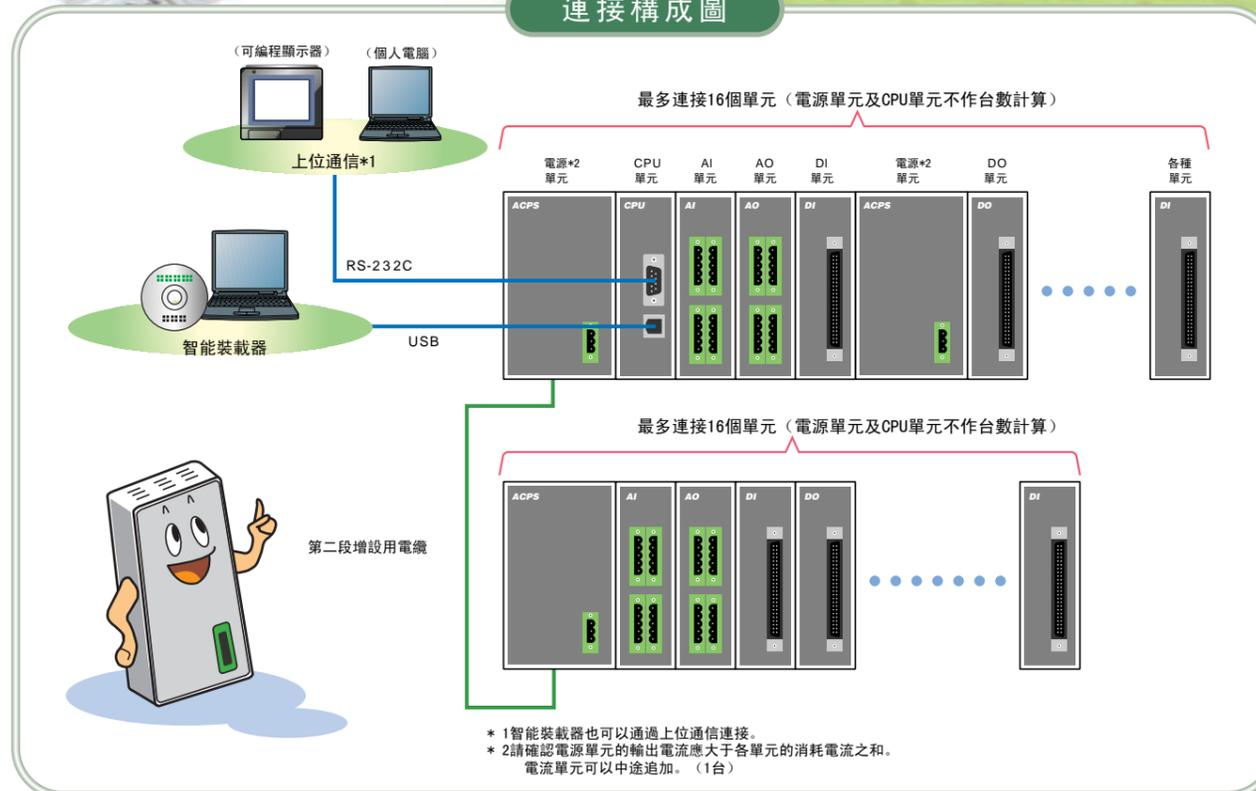 連接構成圖
（可編程顯示器）
（個人電腦）
上位通信*1
最多連接16個單元（電源單元及CPU單元不作台數計算）
電源*2
單元
CPU
單元
AI
單元
AO
單元
DI
單元
電源*2
單元
DO
單元
各種
單元
ACPS
CPU
AI
AO
DI
ACPS
DO
DI
RS-232C
USB
智能裝載器
最多連接16個單元（電源單元及CPU單元不作台數計算）
ACPS
AI
AO
DI
DO
DI
第二段增設用電纜
* 1智能裝載器也可以通過上位通信連接。
* 2請確認電源單元的輸出電流應大于各單元的消耗電流之和。
電流單元可以中途追加。（1台）